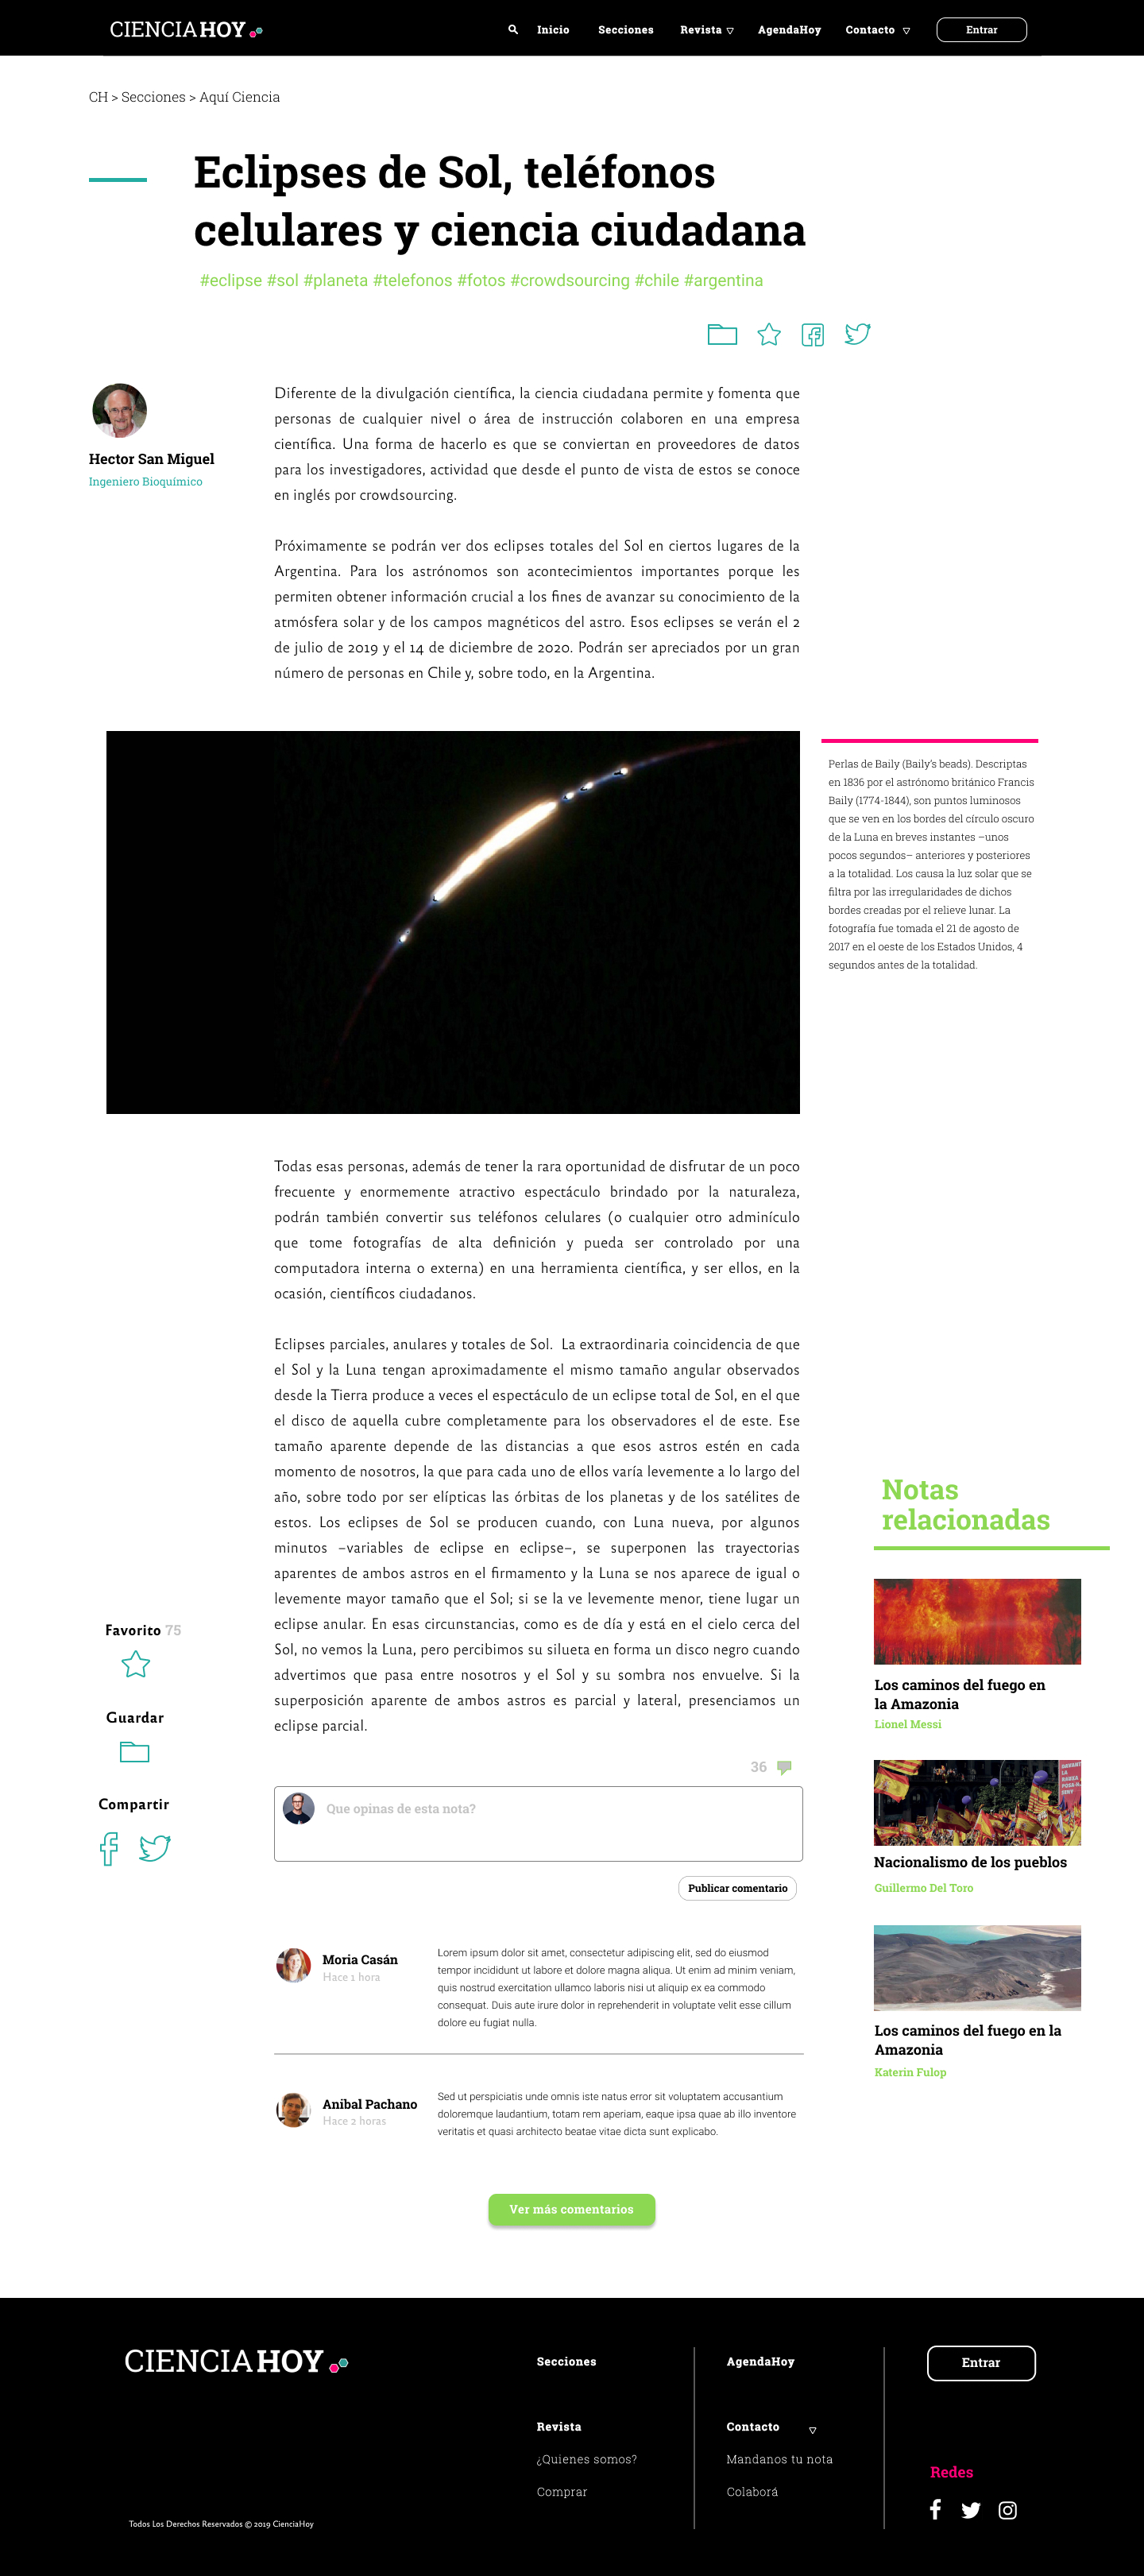 CIENCIAHOY
Inicio
Secciones
Revista
AgendaHoy
Contacto
Entrar
CH > Secciones > Aquí Ciencia
Eclipses de Sol, teléfonos
celulares y ciencia ciudadana
#eclipse #sol #planeta #telefonos #fotos #crowdsourcing #chile #argentina
Hector San Miguel
Ingeniero Bioquímico
Diferente de la divulgación científica, la ciencia ciudadana permite y fomenta que
personas de cualquier nivel o área de instrucción colaboren en una empresa
científica. Una forma de hacerlo es que se conviertan en proveedores de datos
para los investigadores, actividad que desde el punto de vista de estos se conoce
en inglés por crowdsourcing.
Próximamente se podrán ver dos eclipses totales del Sol en ciertos lugares de la
Argentina. Para los astrónomos son acontecimientos importantes porque les
permiten obtener información crucial a los fines de avanzar su conocimiento de la
atmósfera solar y de los campos magnéticos del astro. Esos eclipses se verán el 2
de julio de 2019 y el 14 de diciembre de 2020. Podrán ser apreciados por un gran
número de personas en Chile y, sobre todo, en la Argentina.
Perlas de Baily (Baily's beads). Descriptas
en 1836 por el astrónomo británico Francis
Baily (1774-1844), son puntos luminosos
que se ven en los bordes del círculo oscuro
de la Luna en breves instantes –unos
pocos segundos– anteriores y posteriores
a la totalidad. Los causa la luz solar que se
filtra por las irregularidades de dichos
bordes creadas por el relieve lunar. La
fotografía fue tomada el 21 de agosto de
2017 en el oeste de los Estados Unidos, 4
segundos antes de la totalidad.
Todas esas personas, además de tener la rara oportunidad de disfrutar de un poco
frecuente y enormemente atractivo espectáculo brindado por la naturaleza,
podrán también convertir sus teléfonos celulares (o cualquier otro adminículo
que tome fotografías de alta definición y pueda ser controlado por una
computadora interna o externa) en una herramienta científica, y ser ellos, en la
ocasión, científicos ciudadanos.
Eclipses parciales, anulares y totales de Sol.  La extraordinaria coincidencia de que
el Sol y la Luna tengan aproximadamente el mismo tamaño angular observados
desde la Tierra produce a veces el espectáculo de un eclipse total de Sol, en el que
el disco de aquella cubre completamente para los observadores el de este. Ese
tamaño aparente depende de las distancias a que esos astros estén en cada
momento de nosotros, la que para cada uno de ellos varía levemente a lo largo del
año, sobre todo por ser elípticas las órbitas de los planetas y de los satélites de
estos. Los eclipses de Sol se producen cuando, con Luna nueva, por algunos
minutos –variables de eclipse en eclipse–, se superponen las trayectorias
aparentes de ambos astros en el firmamento y la Luna se nos aparece de igual o
levemente mayor tamaño que el Sol; si se la ve levemente menor, tiene lugar un
eclipse anular. En esas circunstancias, como es de día y está en el cielo cerca del
Sol, no vemos la Luna, pero percibimos su silueta en forma un disco negro cuando
advertimos que pasa entre nosotros y el Sol y su sombra nos envuelve. Si la
superposición aparente de ambos astros es parcial y lateral, presenciamos un
eclipse parcial.
Favorito 75
Guardar
Compartir
36
Que opinas de esta nota?
Publicar comentario
Moria Casán
Hace 1 hora
Lorem ipsum dolor sit amet, consectetur adipiscing elit, sed do eiusmod
tempor incididunt ut labore et dolore magna aliqua. Ut enim ad minim veniam,
quis nostrud exercitation ullamco laboris nisi ut aliquip ex ea commodo
consequat. Duis aute irure dolor in reprehenderit in voluptate velit esse cillum
dolore eu fugiat nulla.
Anibal Pachano
Hace 2 horas
Sed ut perspiciatis unde omnis iste natus error sit voluptatem accusantium
doloremque laudantium, totam rem aperiam, eaque ipsa quae ab illo inventore
veritatis et quasi architecto beatae vitae dicta sunt explicabo.
Ver más comentarios
Notas
relacionadas
Los caminos del fuego en
la Amazonia
Lionel Messi
Nacionalismo de los pueblos
Guillermo Del Toro
Los caminos del fuego en la
Amazonia
Katerin Fulop
CIENCIAHOY
Todos Los Derechos Reservados © 2019 CienciaHoy
Secciones
Revista
¿Quienes somos?
Comprar
AgendaHoy
Contacto
Mandanos tu nota
Colaborá
Entrar
Redes